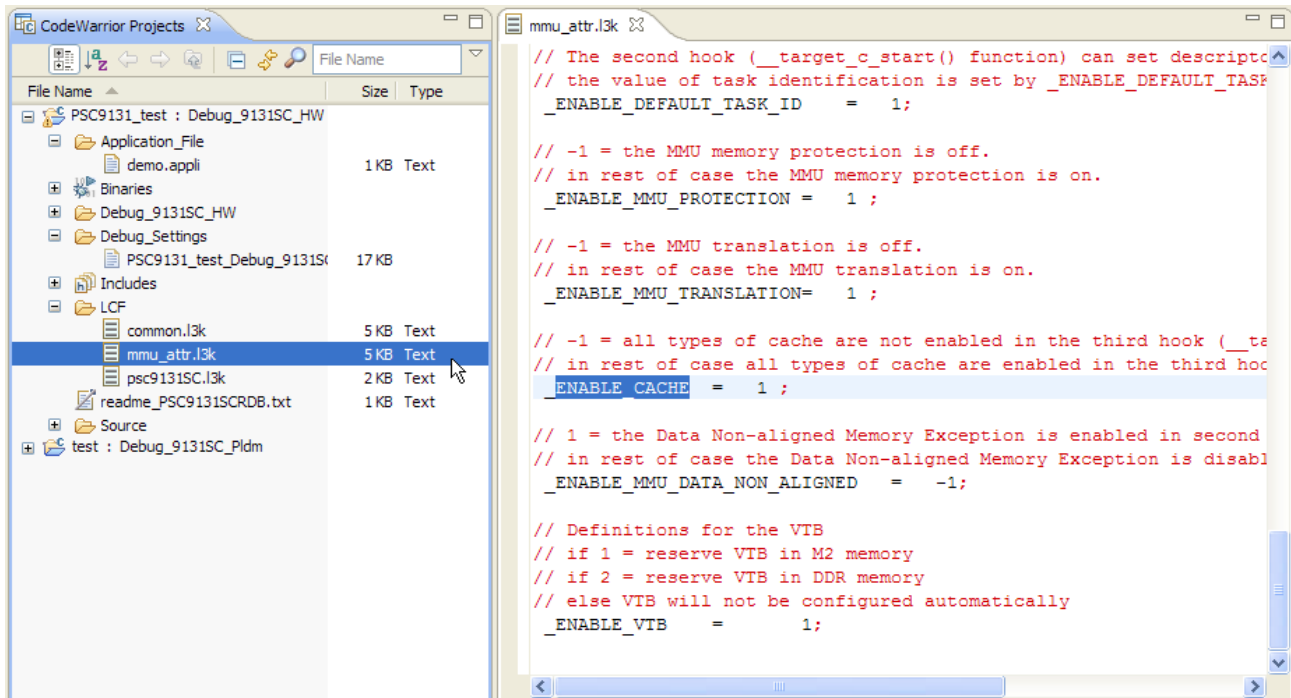 CodeWarrior Projects
File Name
File Name Size Type
PSC9131_test : Debug_9131SC_HW
Application_File
demo.appli 1 KB Text
Binaries
Debug_9131SC_HW
Debug_Settings
PSC9131_test_Debug_9131S 17 KB
Includes
LCF
common.l3k 5 KB Text
mmu_attr.l3k 5 KB Text
psc9131SC.l3k 2 KB Text
readme_PSC9131SCRDB.txt 1 KB Text
Source
test : Debug_9131SC_Pldm
mmu_attr.l3k
// The second hook (__target_c_start() function) can set descripto
// the value of task identification is set by _ENABLE_DEFAULT_TASK
_ENABLE_DEFAULT_TASK_ID = 1;
// -1 = the MMU memory protection is off.
// in rest of case the MMU memory protection is on.
_ENABLE_MMU_PROTECTION = 1 ;
// -1 = the MMU translation is off.
// in rest of case the MMU translation is on.
_ENABLE_MMU_TRANSLATION= 1 ;
// -1 = all types of cache are not enabled in the third hook (__ta
// in rest of case all types of cache are enabled in the third hoo
_ENABLE_CACHE = 1 ;
// 1 = the Data Non-aligned Memory Exception is enabled in second
// in rest of case the Data Non-aligned Memory Exception is disabl
_ENABLE_MMU_DATA_NON_ALIGNED = -1;
// Definitions for the VTB
// if 1 = reserve VTB in M2 memory
// if 2 = reserve VTB in DDR memory
// else VTB will not be configured automatically
_ENABLE_VTB = 1;